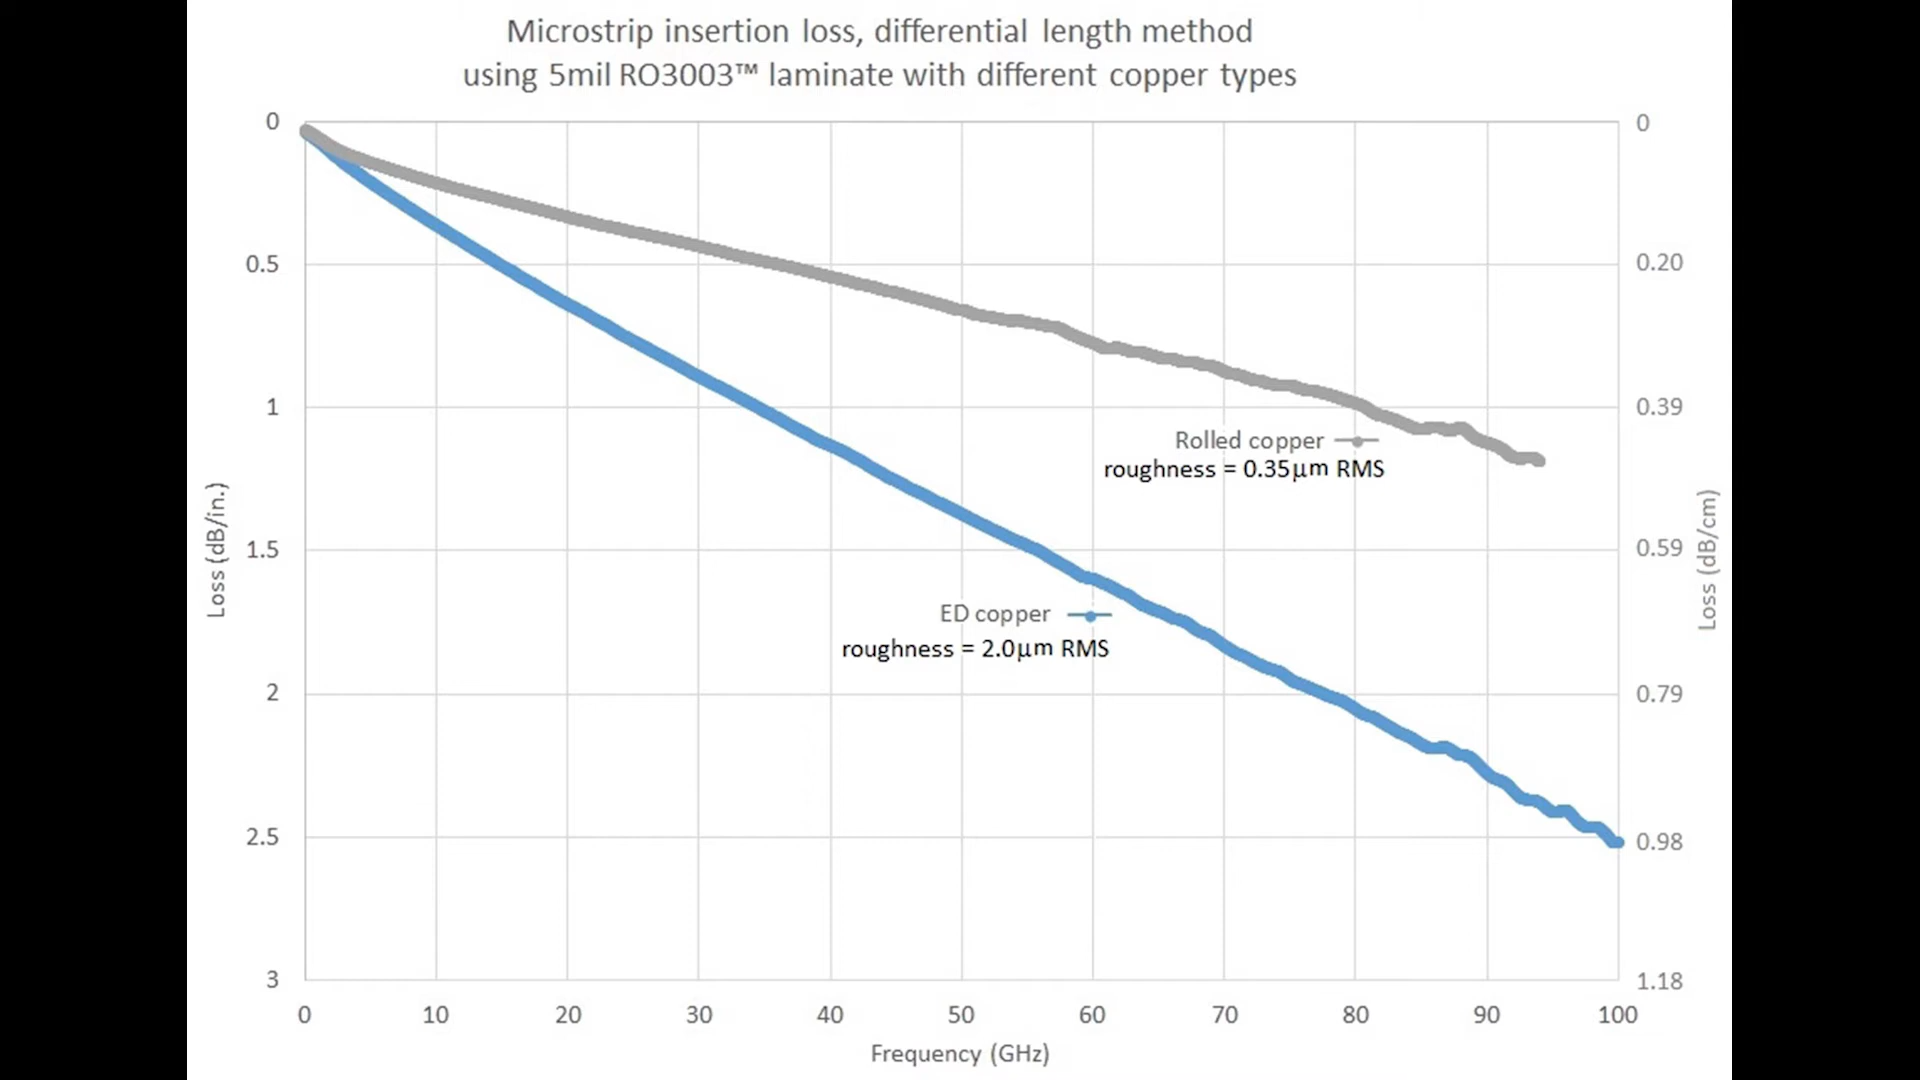 Microstrip insertion loss, differential length method
using 5mil RO3003™ laminate with different copper types
0
0.5
1
1.5
2
2.5
3
Loss (dB/in.)
0
0.20
0.39
0.59
0.79
0.98
1.18
Loss (dB/cm)
Rolled copper
roughness = 0.35μm RMS
ED copper
roughness = 2.0μm RMS
0 10 20 30 40 50 60 70 80 90 100
Frequency (GHz)